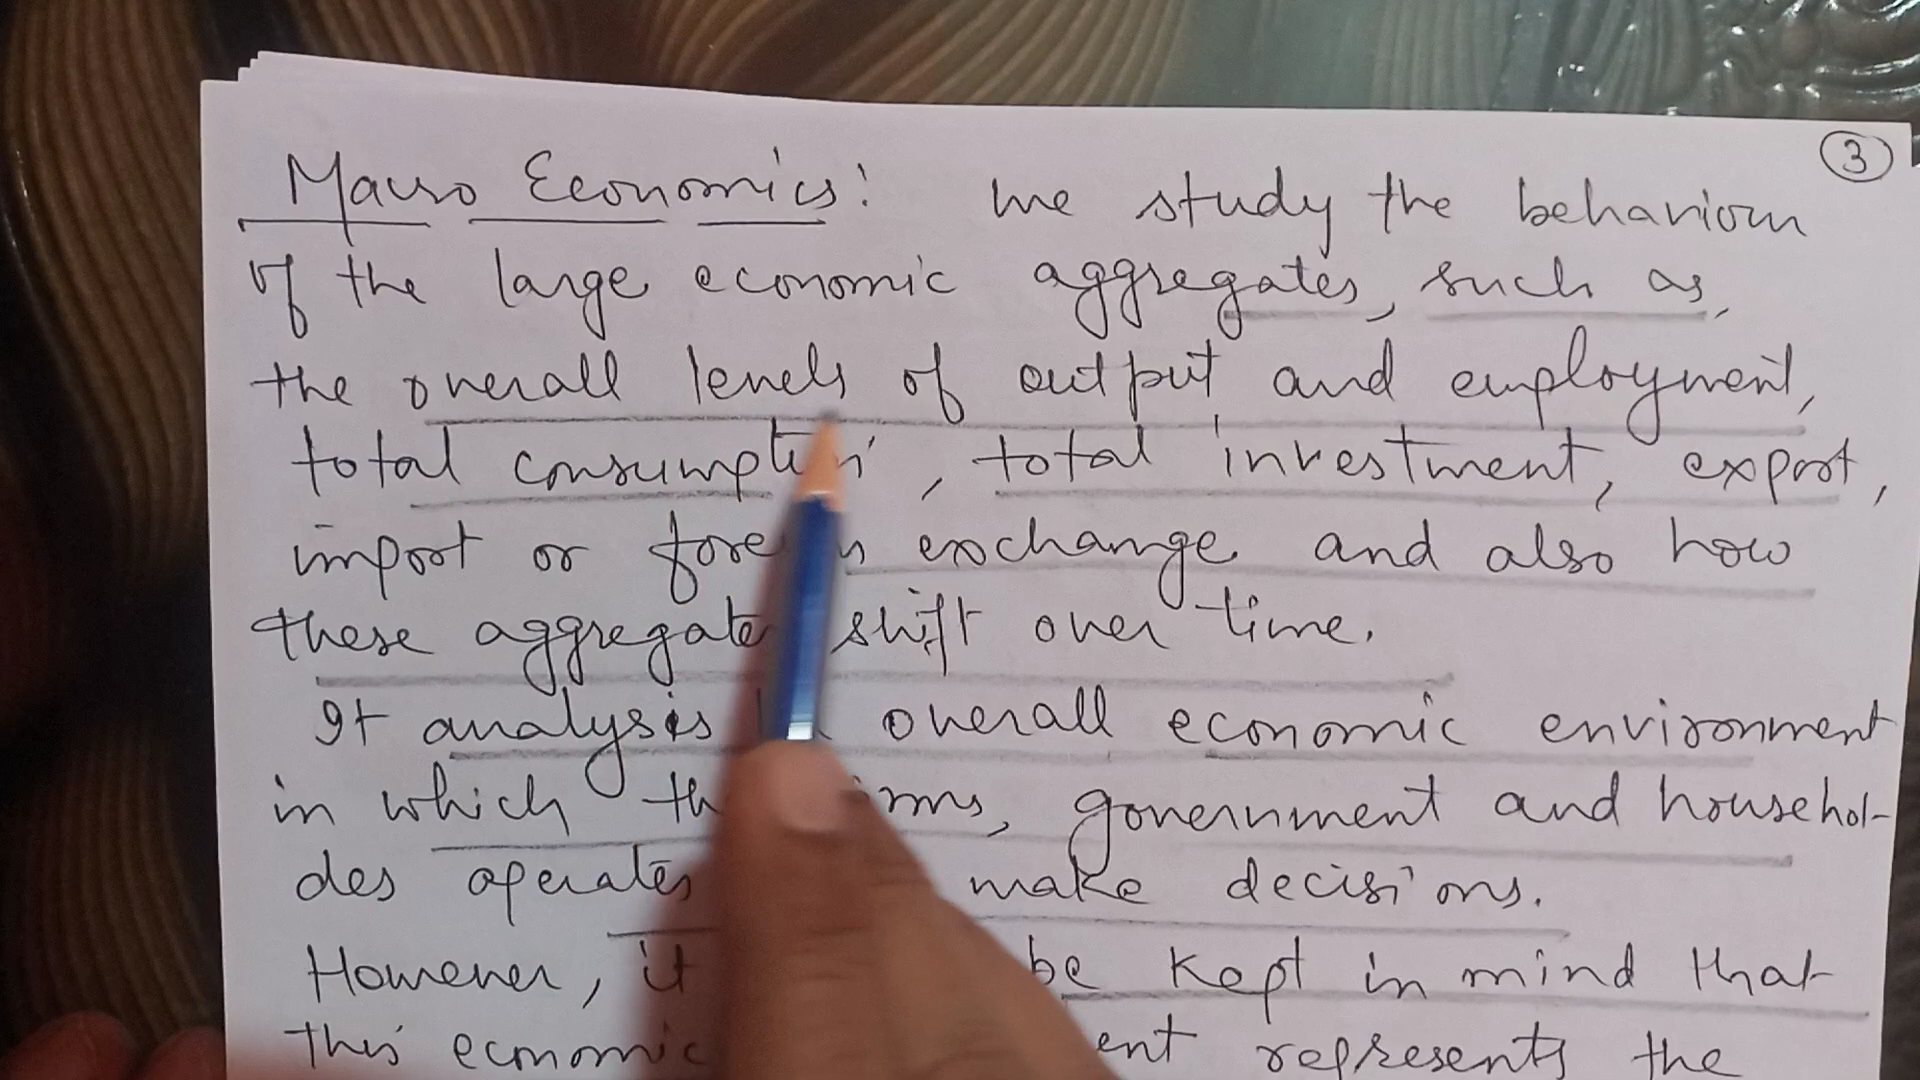 3
Macro Economics: We study the behaviour
of the large economic aggregates, such as,
the overall levels of output and employment,
total consumption, total investment, export,
import or foreign exchange and also how
these aggregate shift over time.
It analysis overall economic environment
in which government and househol-
des operates make decisions.
However, it be kept in mind that
this economic represents the